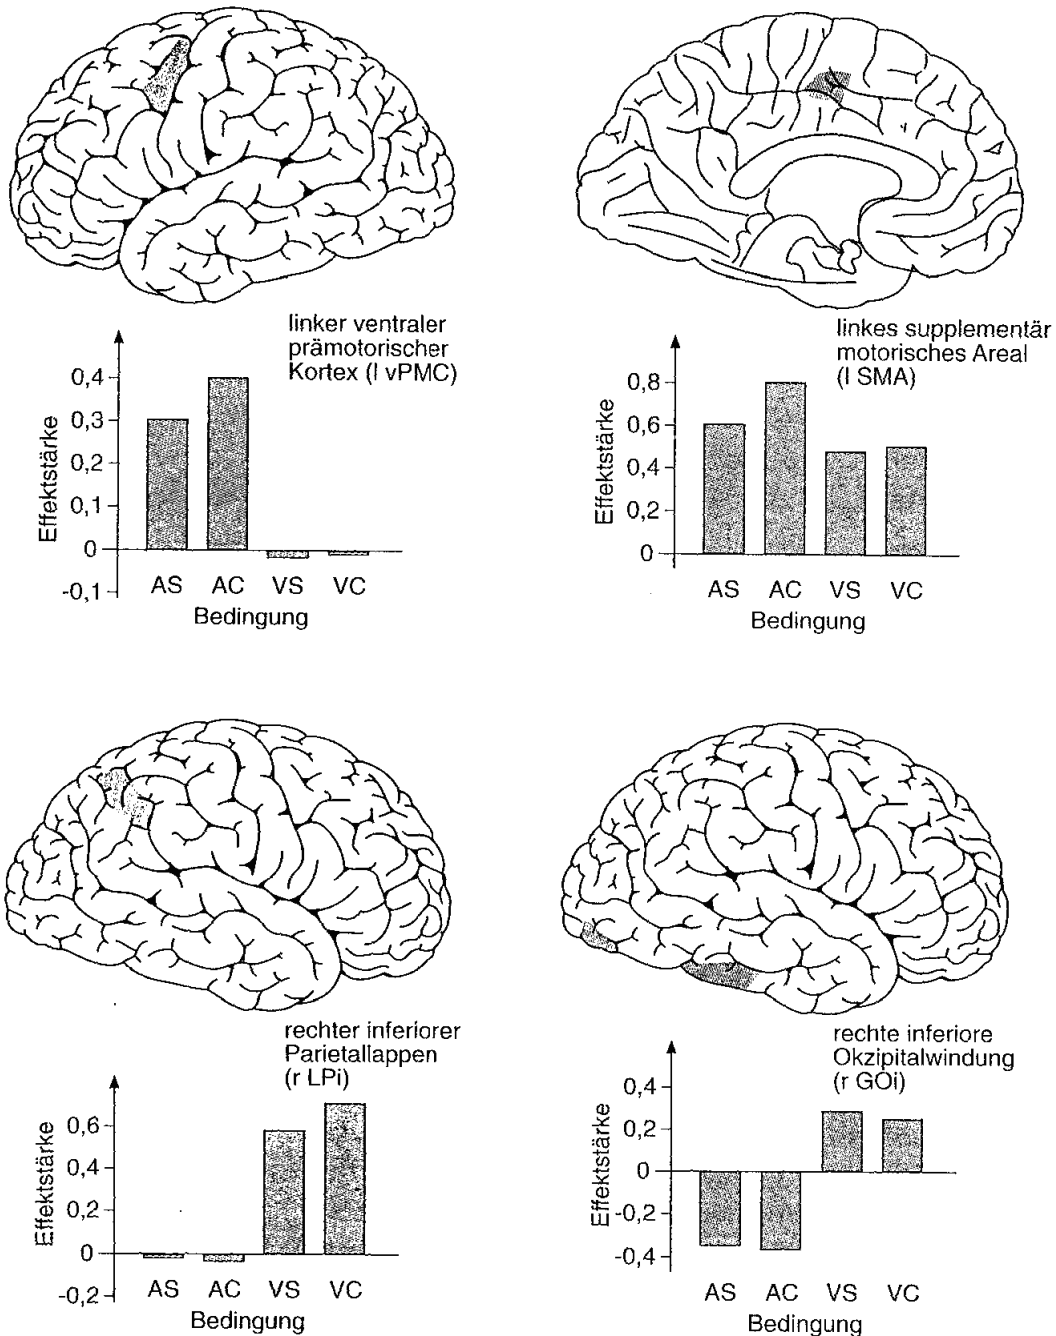 linker ventraler
prämotorischer
Kortex (l vPMC)
Effektstärke
0,4
0,3
0,2
0,1
0
-0,1
AS AC VS VC
Bedingung
linkes supplementär
motorisches Areal
(l SMA)
Effektstärke
0,8
0,6
0,4
0,2
0
AS AC VS VC
Bedingung
rechter inferiorer
Parietallappen
(r LPi)
Effektstärke
0,6
0,4
0,2
0
-0,2
AS AC VS VC
Bedingung
rechte inferiore
Okzipitalwindung
(r GOi)
Effektstärke
0,4
0,2
0
-0,2
-0,4
AS AC VS VC
Bedingung